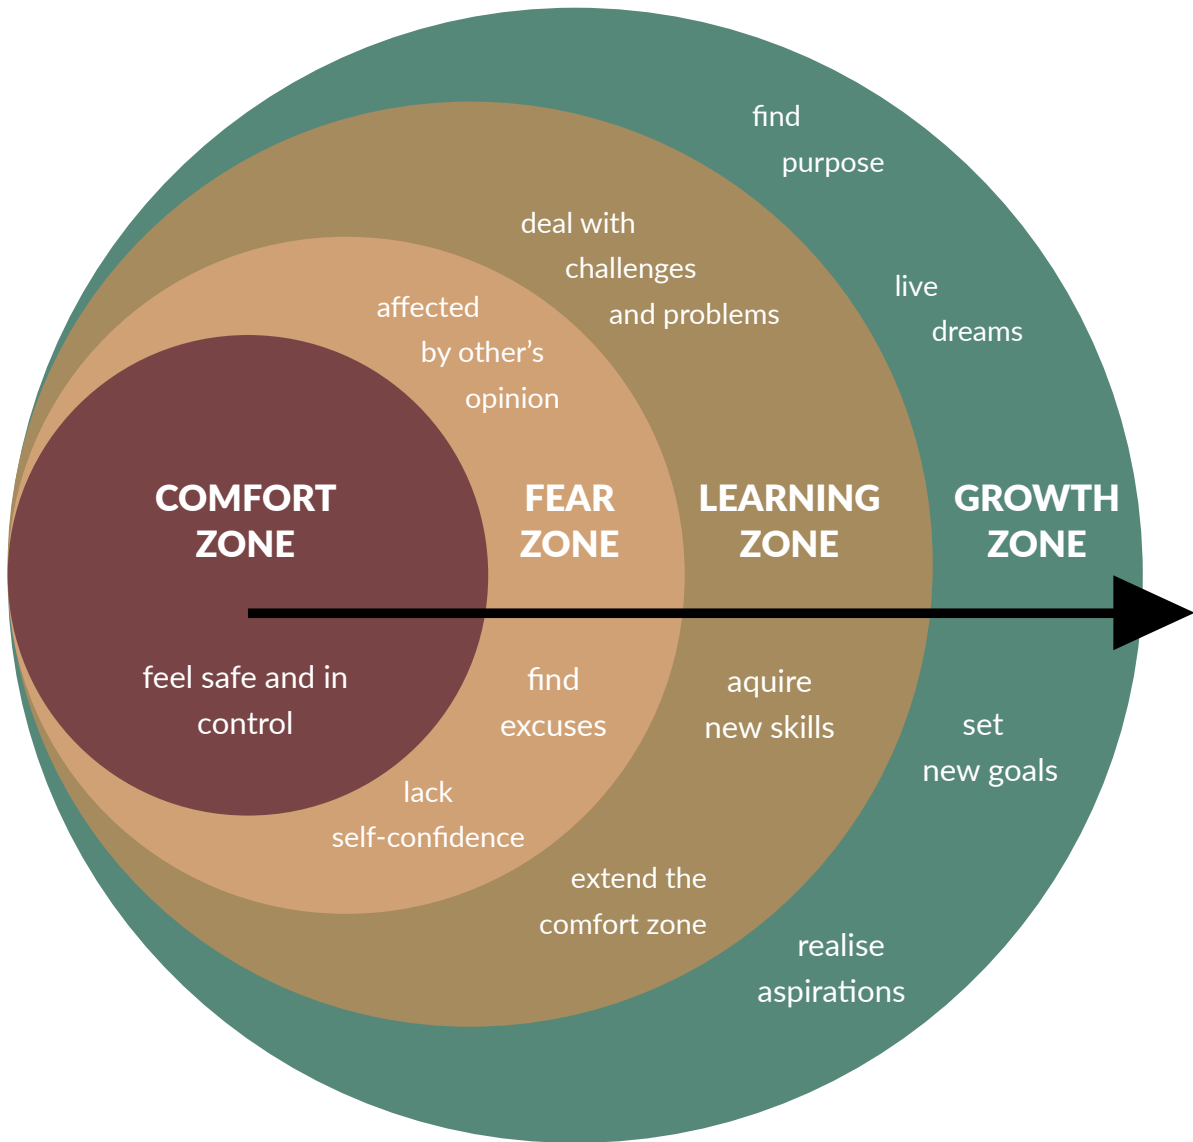 find
purpose
deal with
challenges
and problems
live
dreams
affected
by other’s
opinion
COMFORT
ZONE
FEAR
ZONE
LEARNING
ZONE
GROWTH
ZONE
feel safe and in
control
find
excuses
aquire
new skills
set
new goals
lack
self-confidence
extend the
comfort zone
realise
aspirations